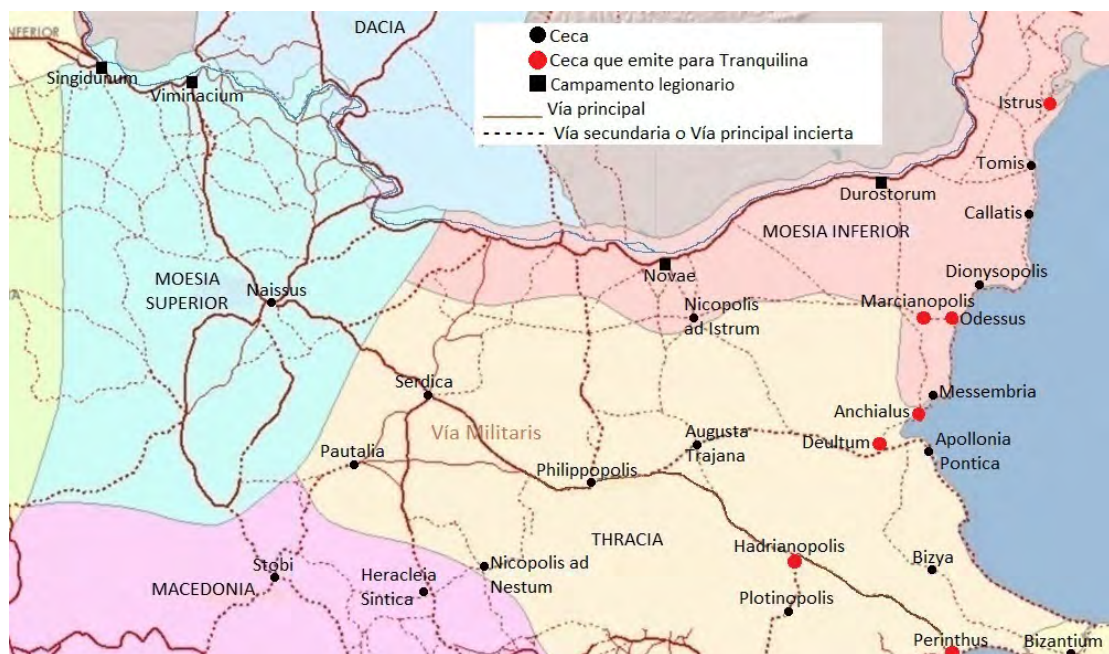 INFERIOR
DACIA
Ceca
Ceca que emite para Tranquilina
Campamento legionario
Vía principal
Vía secundaria o Vía principal incierta
Singidunum
Viminacium
Istrus
Tomis
Durostorum
Callatis
MOESIA INFERIOR
Novae
Dionysopolis
MOESIA
SUPERIOR
Naissus
Marcianopolis
Nicopolis
ad Istrum
Odessus
Serdica
Messembria
Anchialus
Vía Militaris
Augusta
Trajana
Deultum
Apollonia
Pontica
Pautalia
Philippopolis
THRACIA
Hadrianopolis
Bizya
Stobi
MACEDONIA
Heracleia
Sintica
Nicopolis ad
Nestum
Plotinopolis
Perinthus
Bizantium